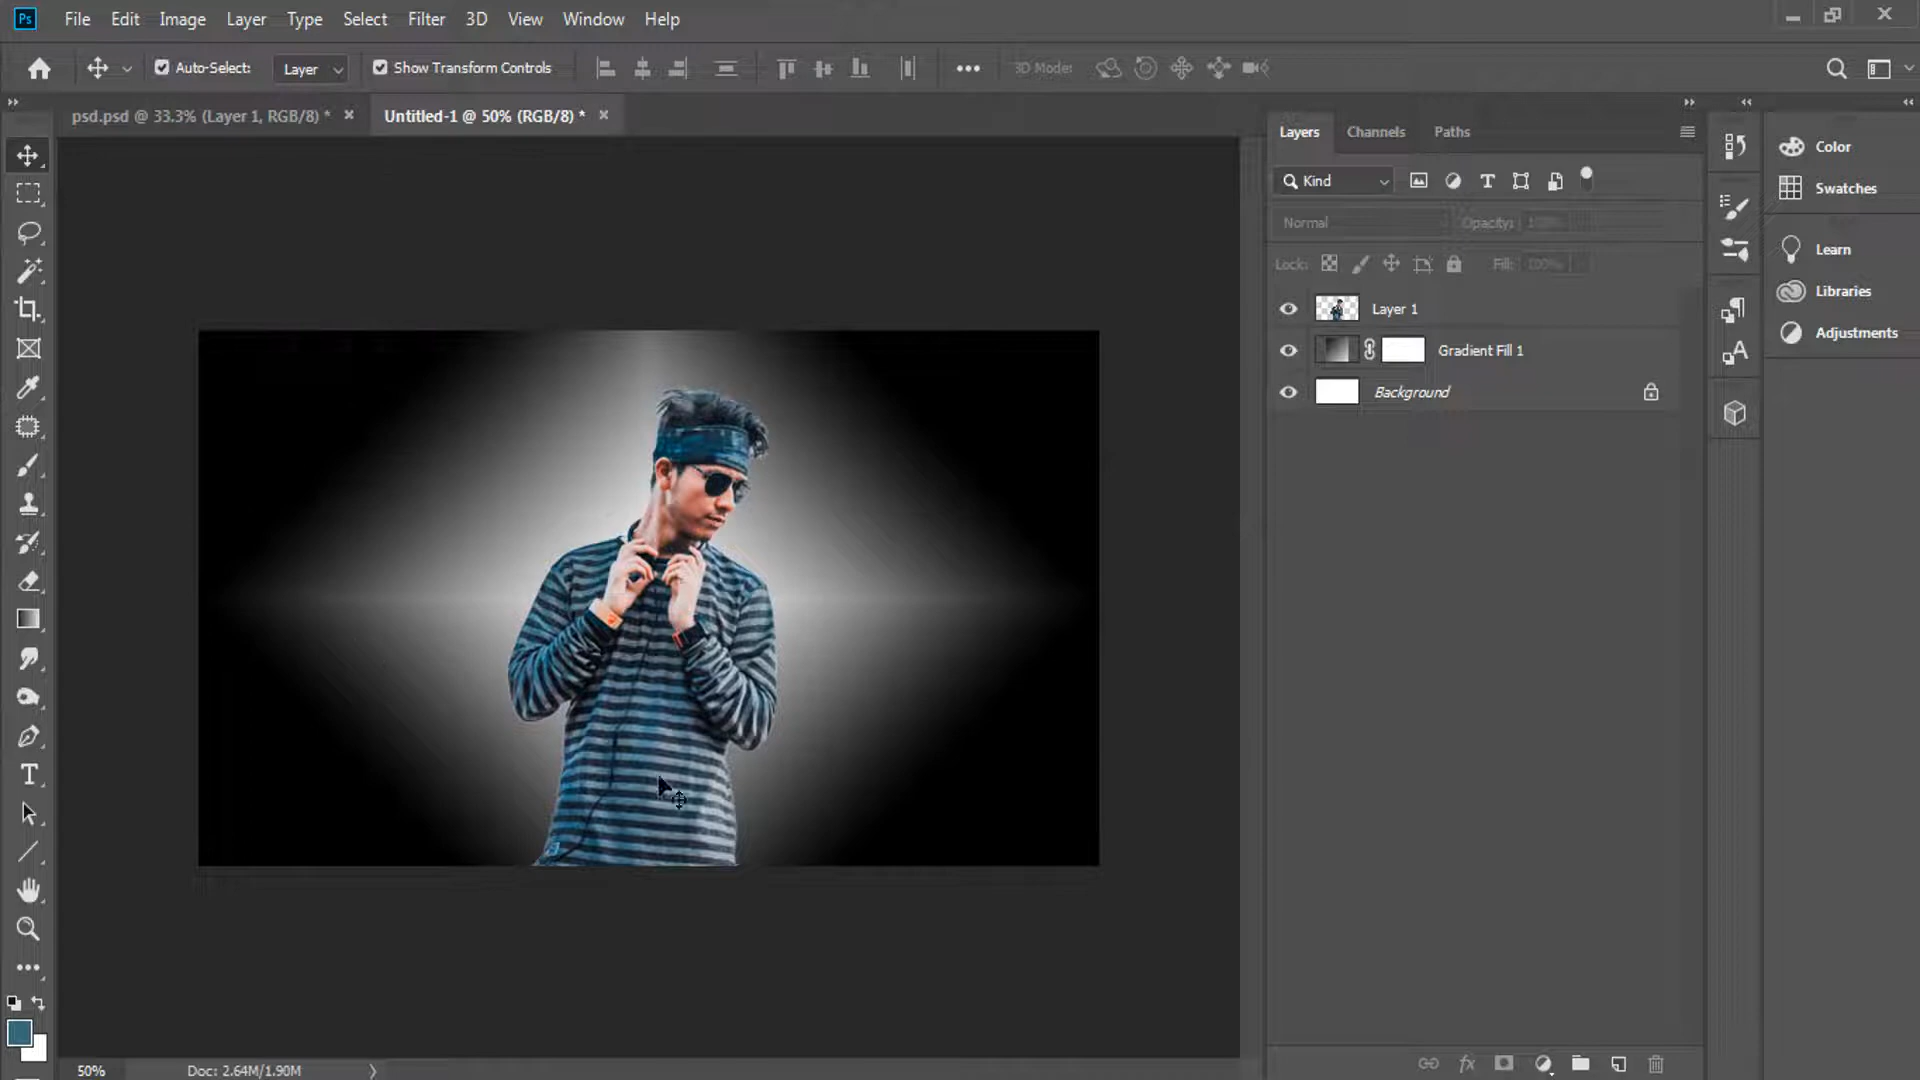 Ps File Edit Image Layer Type Select Filter 3D View Window Help
Auto-Select: Layer Show Transform Controls 3D Mode:
psd.psd @ 33.3% (Layer 1, RGB/8) * × Untitled-1 @ 50% (RGB/8) * ×
Layers Channels Paths
Kind
Normal Opacity: 100%
Lock: Fill: 100%
Layer 1
Gradient Fill 1
Background
Color
Swatches
Learn
Libraries
Adjustments
50% Doc: 2.64M/1.90M